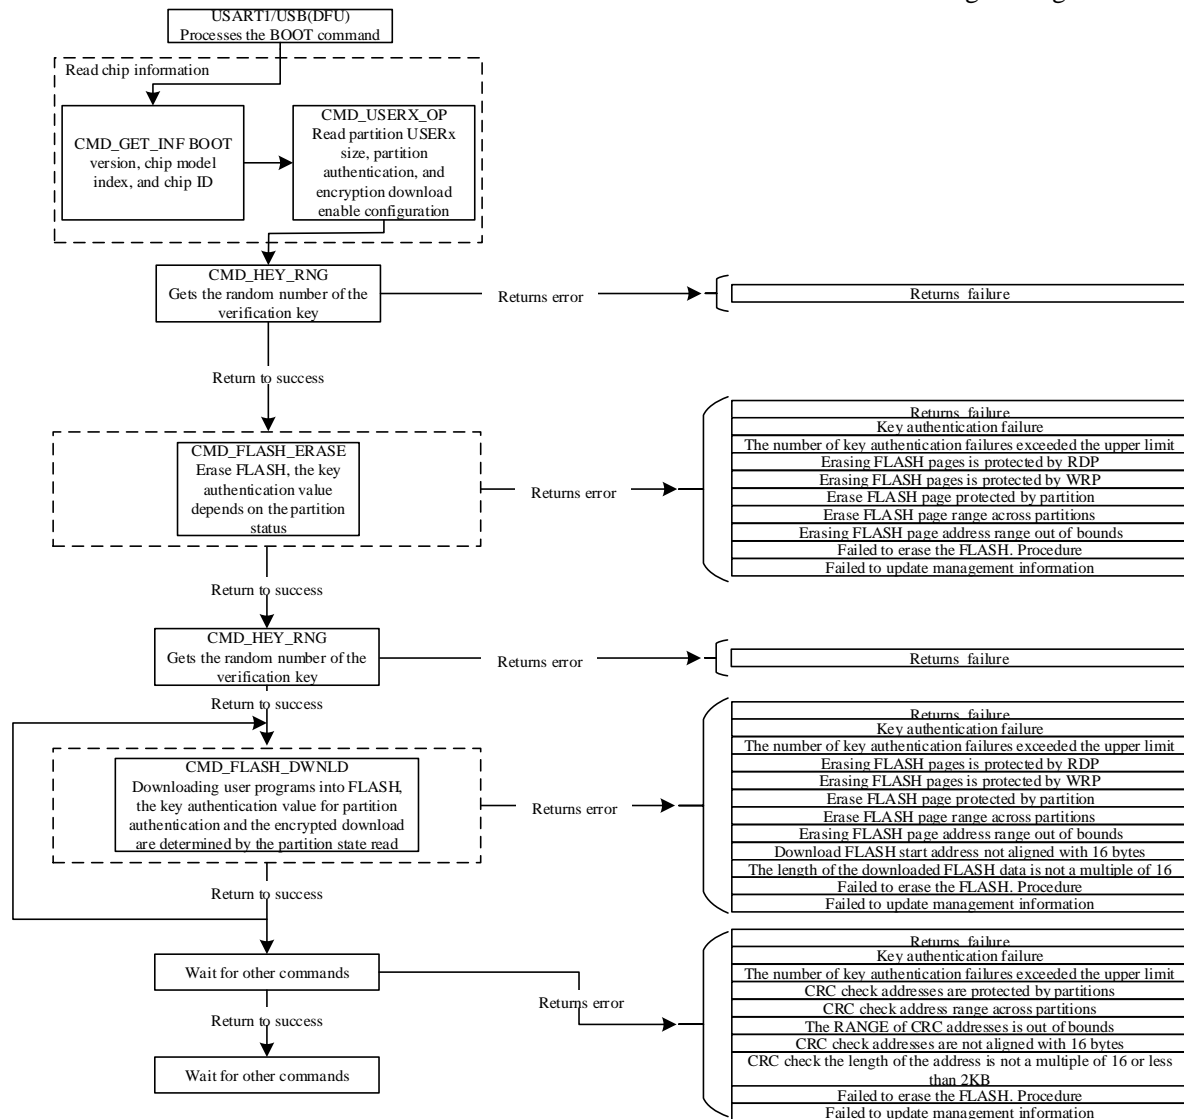 USART1/USB(DFU)
Processes the BOOT command
Read chip information
CMD_GET_INF BOOT
version, chip model
index, and chip ID
CMD_USERX_OP
Read partition USERx
size, partition
authentication, and
encryption download
enable configuration
CMD_HEY_RNG
Gets the random number of the
verification key
Returns error
Returns failure
Return to success
CMD_FLASH_ERASE
Erase FLASH, the key
authentication value
depends on the partition
status
Returns error
Returns failure
Key authentication failure
The number of key authentication failures exceeded the upper limit
Erasing FLASH pages is protected by RDP
Erasing FLASH pages is protected by WRP
Erase FLASH page protected by partition
Erase FLASH page range across partitions
Erasing FLASH page address range out of bounds
Failed to erase the FLASH. Procedure
Failed to update management information
Return to success
CMD_HEY_RNG
Gets the random number of the
verification key
Returns error
Returns failure
Return to success
CMD_FLASH_DWNLD
Downloading user programs into FLASH,
the key authentication value for partition
authentication and the encrypted download
are determined by the partition state read
Returns error
Returns failure
Key authentication failure
The number of key authentication failures exceeded the upper limit
Erasing FLASH pages is protected by RDP
Erasing FLASH pages is protected by WRP
Erase FLASH page protected by partition
Erase FLASH page range across partitions
Erasing FLASH page address range out of bounds
Download FLASH start address not aligned with 16 bytes
The length of the downloaded FLASH data is not a multiple of 16
Failed to erase the FLASH. Procedure
Failed to update management information
Return to success
Wait for other commands
Returns error
Returns failure
Key authentication failure
The number of key authentication failures exceeded the upper limit
CRC check addresses are protected by partitions
CRC check address range across partitions
The RANGE of CRC addresses is out of bounds
CRC check addresses are not aligned with 16 bytes
CRC check the length of the address is not a multiple of 16 or less
than 2KB
Failed to erase the FLASH. Procedure
Failed to update management information
Return to success
Wait for other commands